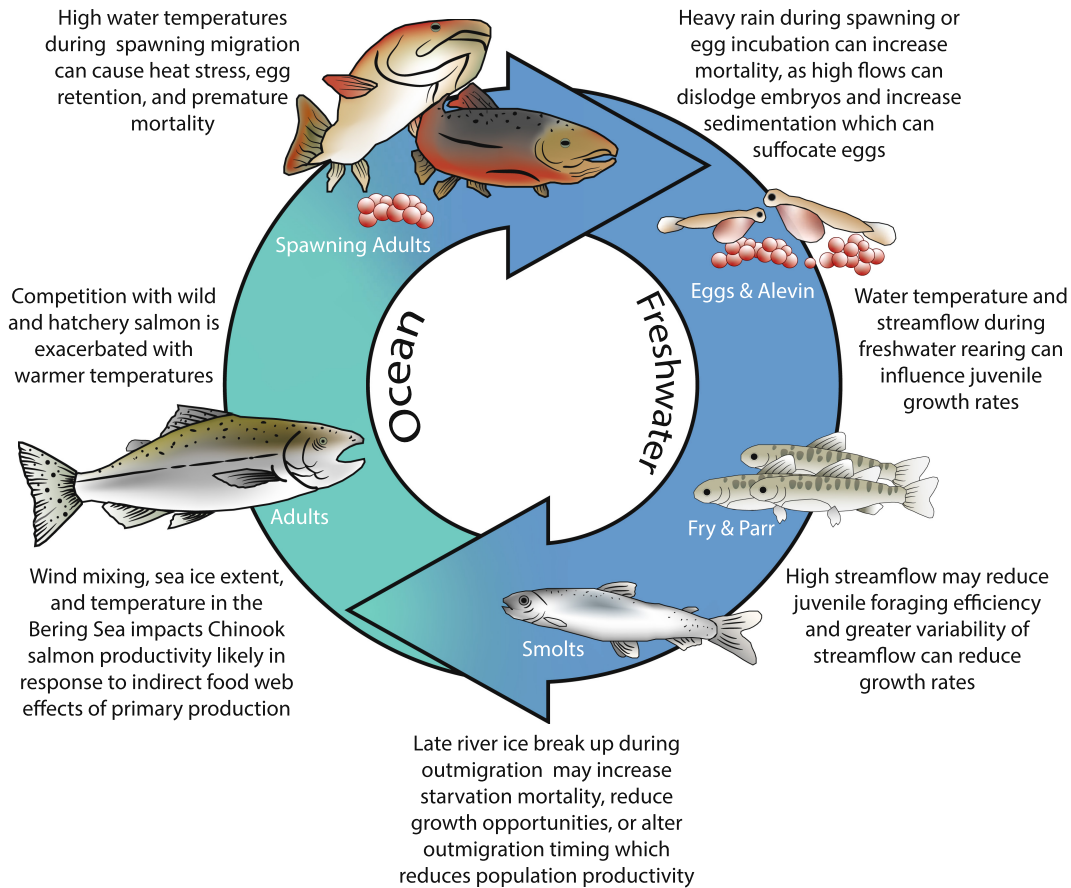 High water temperatures
during spawning migration
can cause heat stress, egg
retention, and premature
mortality
Heavy rain during spawning or
egg incubation can increase
mortality, as high flows can
dislodge embryos and increase
sedimentation which can
suffocate eggs
Spawning Adults
Eggs & Alevin
Competition with wild
and hatchery salmon is
exacerbated with
warmer temperatures
Ocean
Freshwater
Water temperature and
streamflow during
freshwater rearing can
influence juvenile
growth rates
Adults
Fry & Parr
Wind mixing, sea ice extent,
and temperature in the
Bering Sea impacts Chinook
salmon productivity likely in
response to indirect food web
effects of primary production
Smolts
High streamflow may reduce
juvenile foraging efficiency
and greater variability of
streamflow can reduce
growth rates
Late river ice break up during
outmigration may increase
starvation mortality, reduce
growth opportunities, or alter
outmigration timing which
reduces population productivity